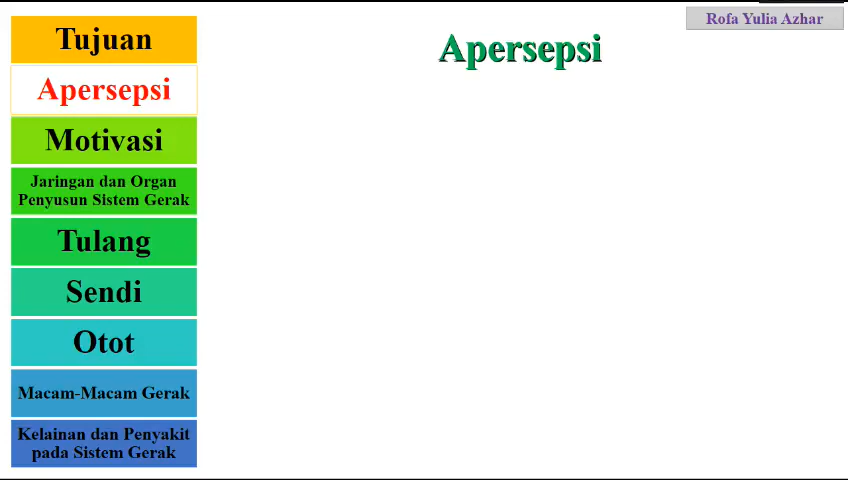 Rofa Yulia Azhar
Apersepsi
Tujuan
Apersepsi
Motivasi
Jaringan dan Organ
Penyusun Sistem Gerak
Tulang
Sendi
Otot
Macam-Macam Gerak
Kelainan dan Penyakit
pada Sistem Gerak